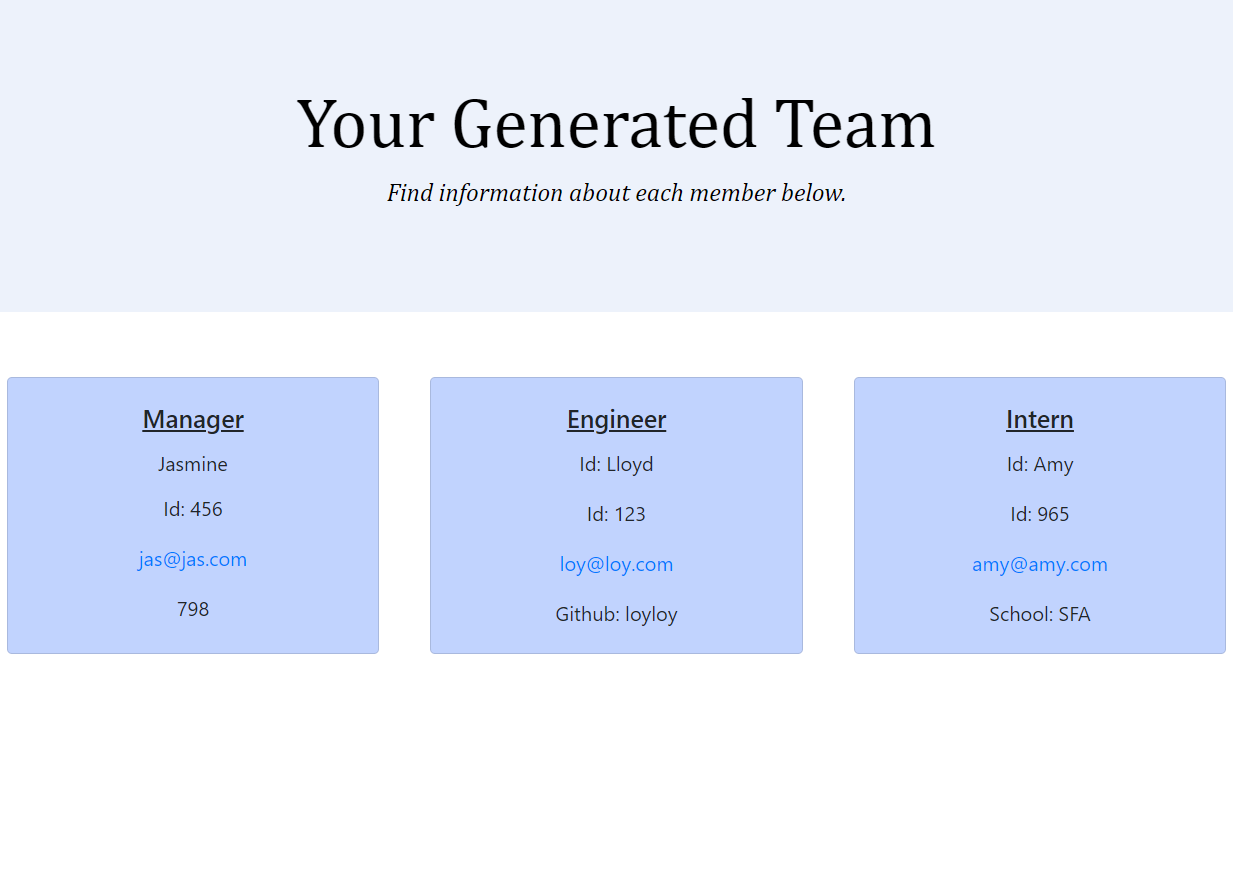 Your Generated Team
Find information about each member below.
Manager
Jasmine
Id: 456
jas@jas.com
798
Engineer
Id: Lloyd
Id: 123
loy@loy.com
Github: loyloy
Intern
Id: Amy
Id: 965
amy@amy.com
School: SFA